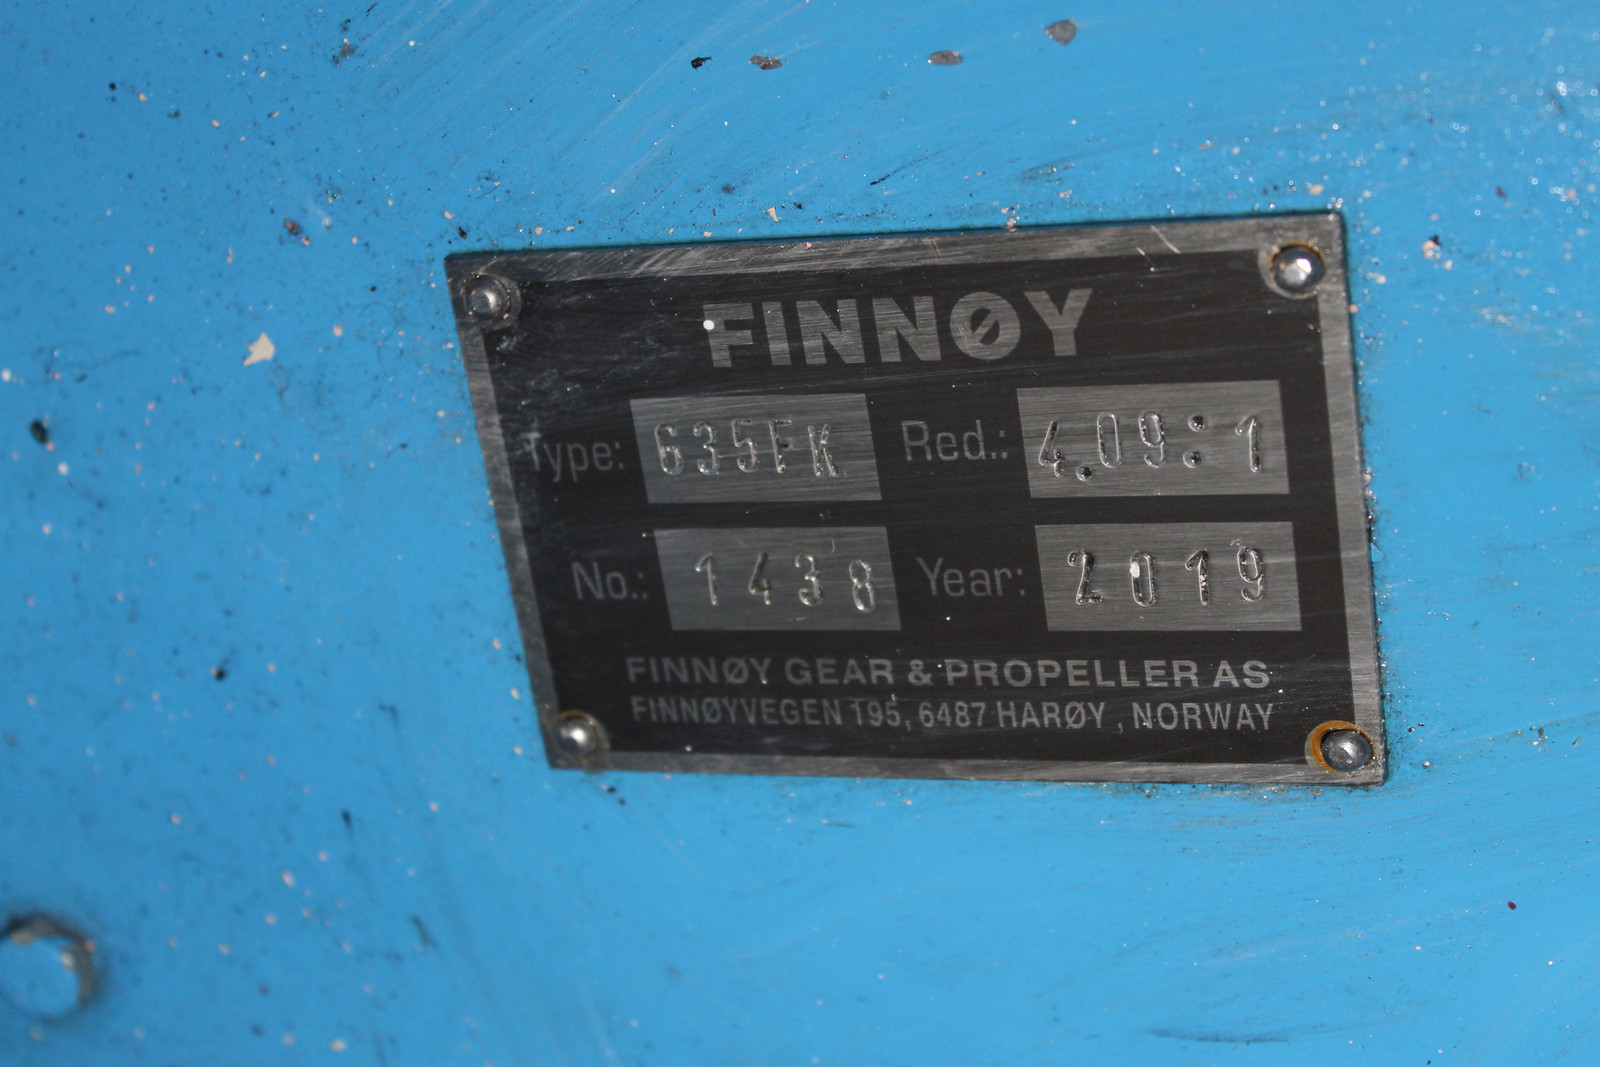 FINNØY
Type: 635FK Red.: 4.09:1
No.: 1438 Year: 2019
FINNØY GEAR & PROPELLER AS
FINNØYVEGEN 195, 6487 HARØY , NORWAY